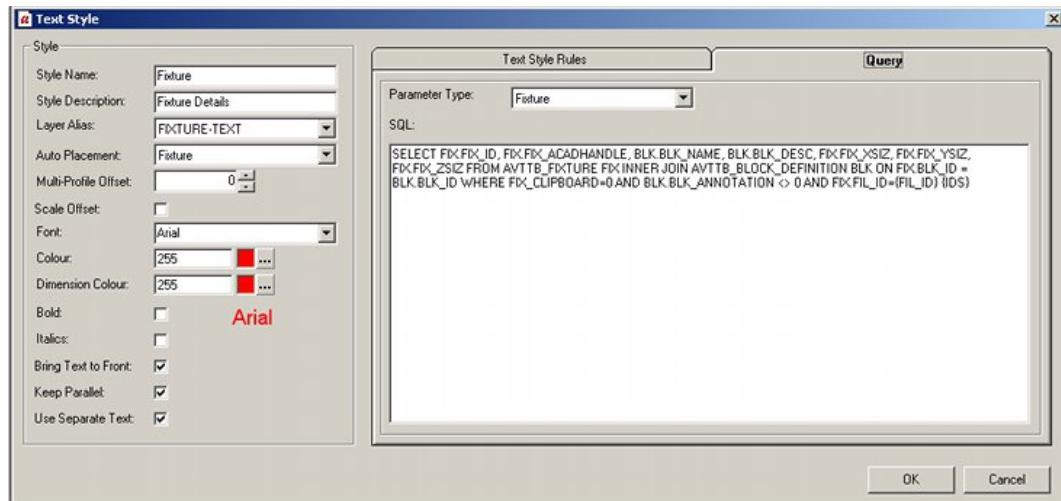 Text Style
Style
Style Name: Fixture
Style Description: Fixture Details
Layer Alias: FIXTURE-TEXT
Auto Placement: Fixture
Multi-Profile Offset: 0
Scale Offset:
Font: Arial
Colour: 255 ...
Dimension Colour: 255 ...
Bold:
Arial
Italics:
Bring Text to Front:
Keep Parallel:
Use Separate Text:
Text Style Rules
Query
Parameter Type: Fixture
SQL:
SELECT FIX.FIX_ID, FIX.FIX_ACADHANDLE, BLK.BLK_NAME, BLK.BLK_DESC, FIX.FIX_XSIZ, FIX.FIX_YSIZ,
FIX.FIX_ZSIZ FROM AVTTB_FIXTURE FIX INNER JOIN AVTTB_BLOCK_DEFINITION BLK ON FIX.BLK_ID =
BLK.BLK_ID WHERE FIX_CLIPBOARD=0 AND BLK.BLK_ANNOTATION <> 0 AND FIX.FIL_ID={FIL_ID} {IDS}
OK
Cancel